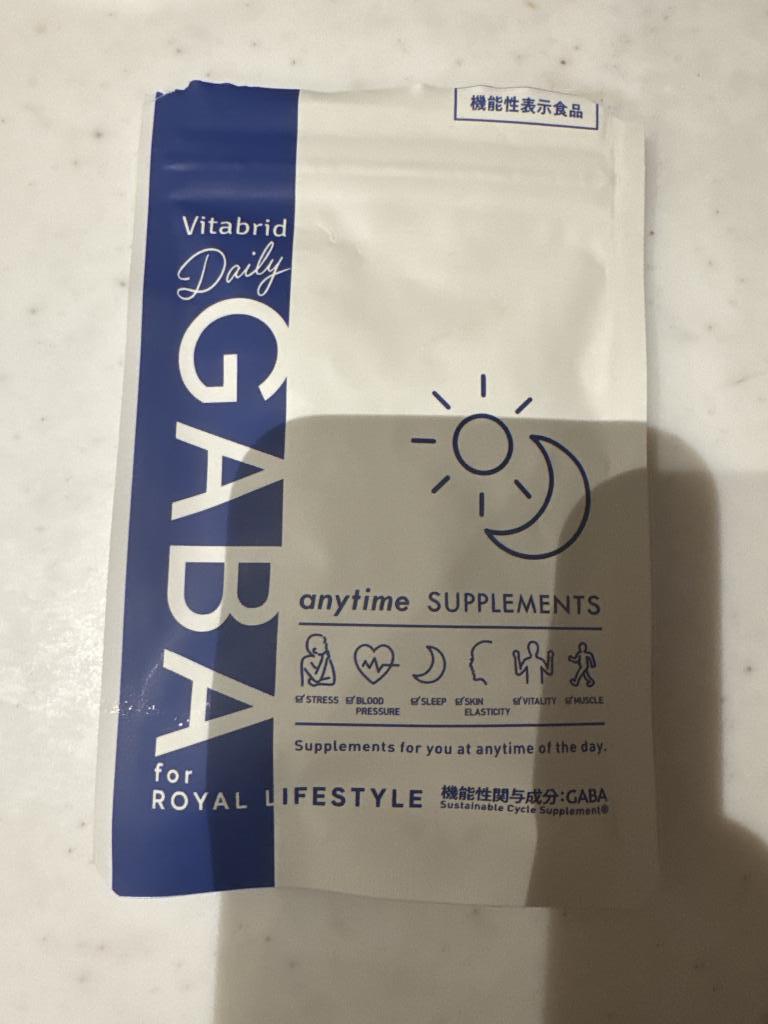 機能性表示食品
Vitabrid
Daily
GABA
anytime SUPPLEMENTS
STRESS
BLOOD
PRESSURE
SLEEP
SKIN
ELASTICITY
VITALITY
MUSCLE
Supplements for you at anytime of the day.
for
ROYAL LIFESTYLE
機能性関与成分:GABA
Sustainable Cycle Supplement®